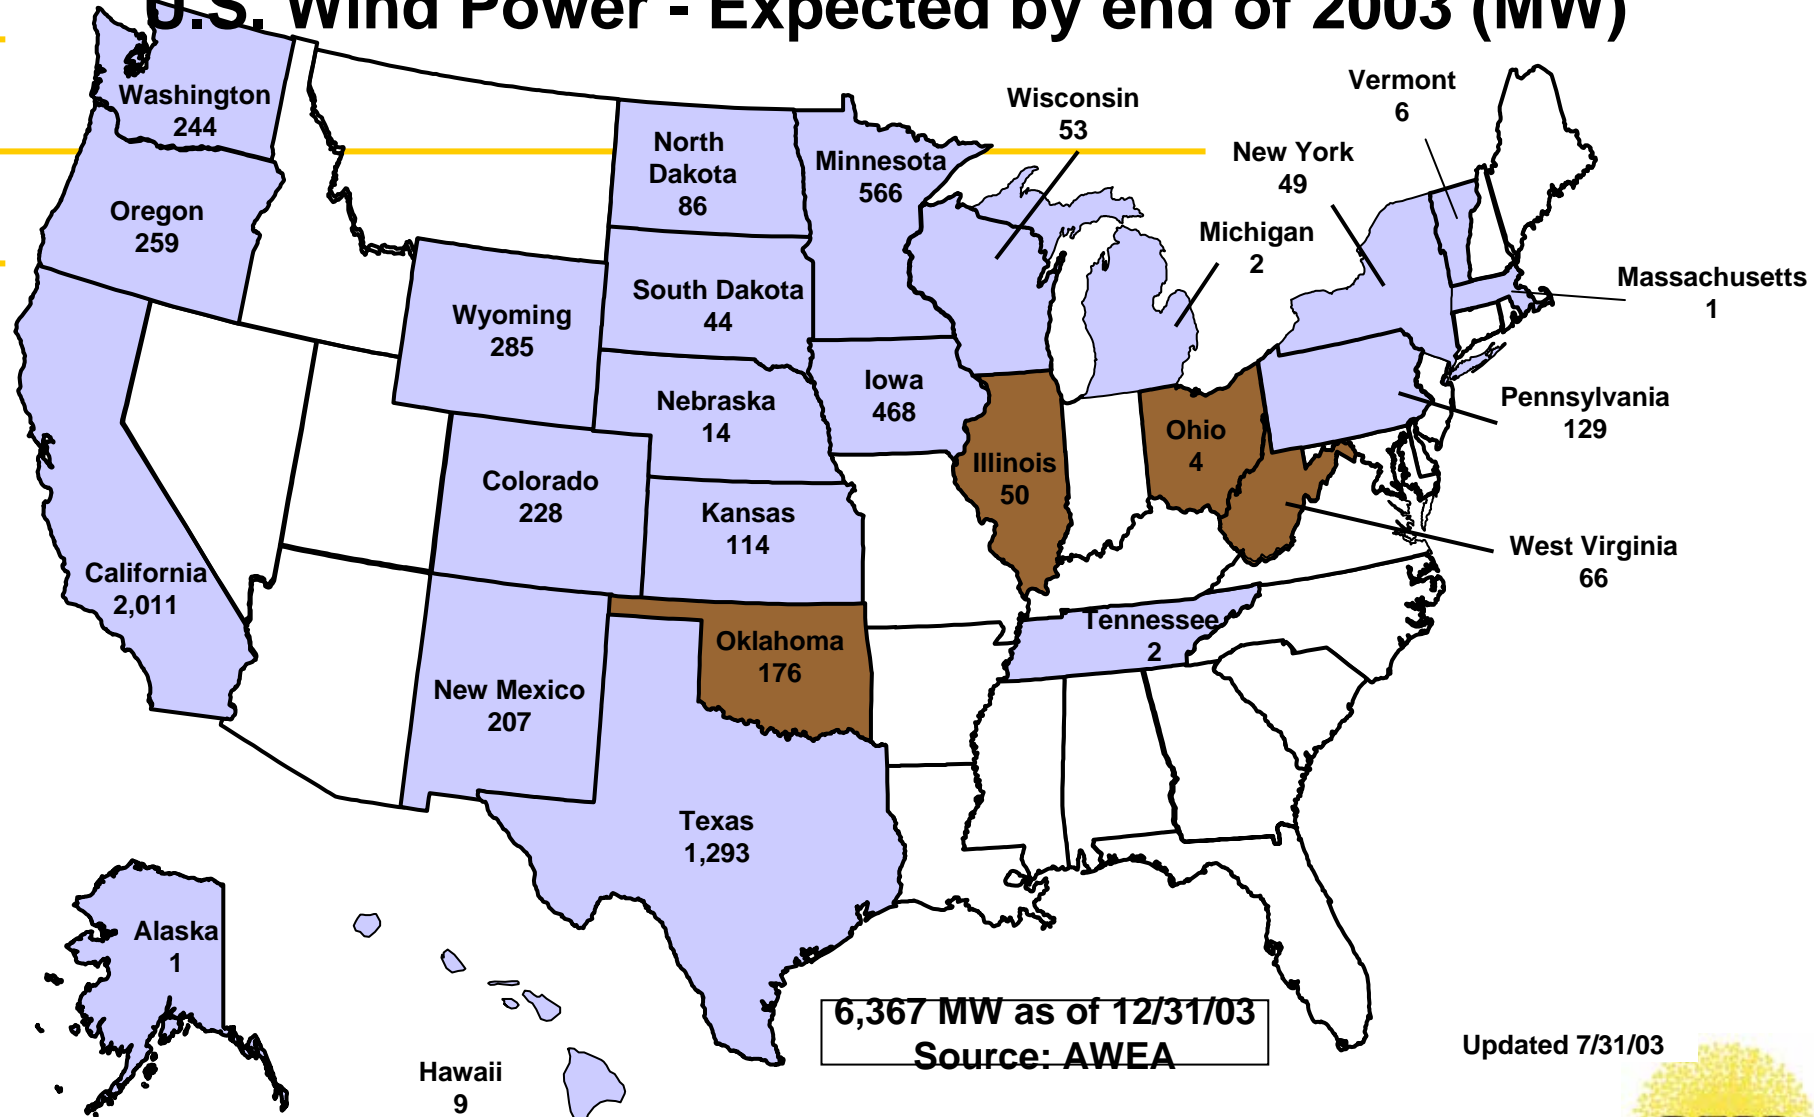 U.S. Wind Power - Expected by end of 2003 (MW)
Washington
244
Oregon
259
California
2,011
North
Dakota
86
Minnesota
566
South Dakota
44
Wyoming
285
Nebraska
14
Iowa
468
Colorado
228
Kansas
114
New Mexico
207
Oklahoma
176
Texas
1,293
Wisconsin
53
Illinois
50
Michigan
2
Ohio
4
Tennessee
2
Vermont
6
New York
49
Massachusetts
1
Pennsylvania
129
West Virginia
66
Alaska
1
Hawaii
9
6,367 MW as of 12/31/03
Source: AWEA
Updated 7/31/03